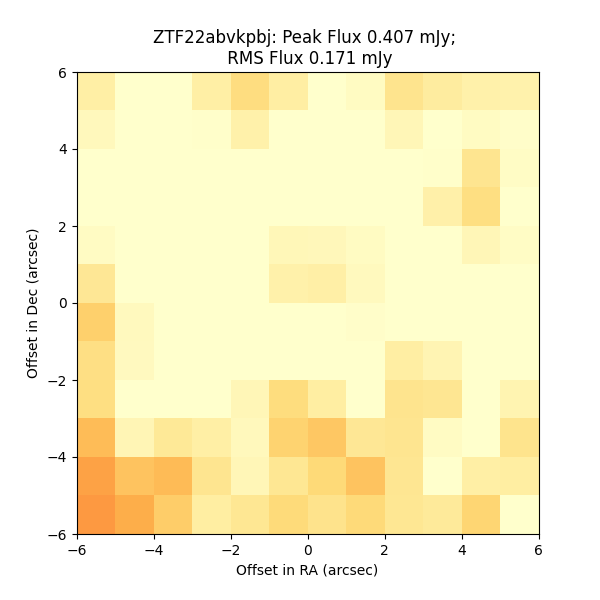 ZTF22abvkpbj: Peak Flux 0.407 mJy;
RMS Flux 0.171 mJy
6
4
2
0
−2
−4
−6
Offset in Dec (arcsec)
−6 −4 −2 0 2 4 6
Offset in RA (arcsec)